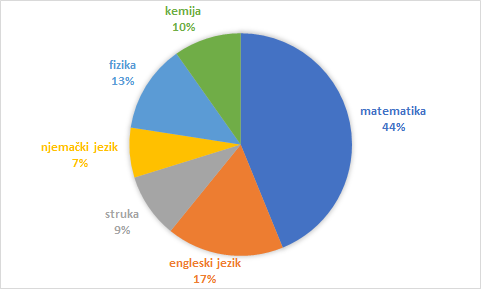 kemija
10%
fizika
13%
matematika
44%
njemački jezik
7%
struka
9%
engleski jezik
17%